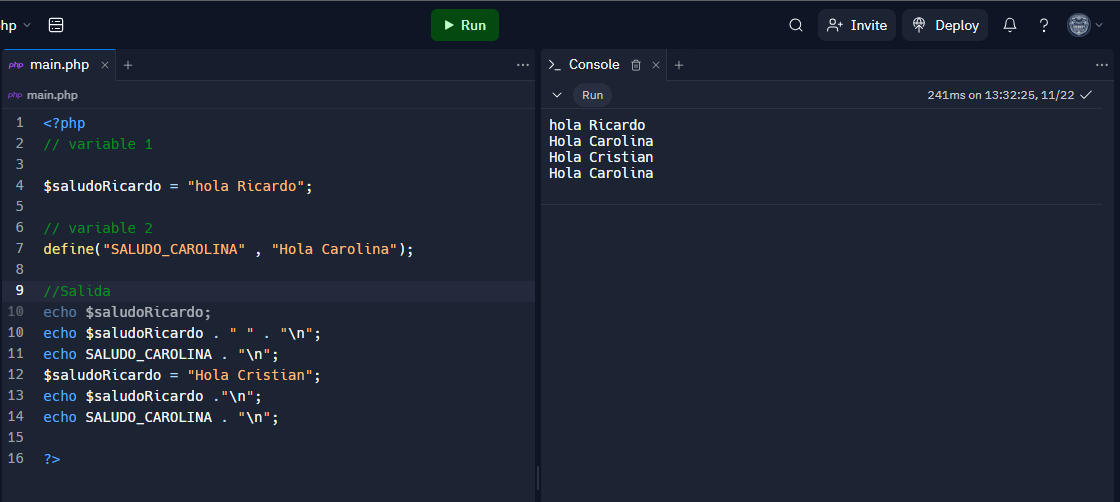 hp
Run
Invite
Deploy
php main.php
Console
php main.php
Run
241ms on 13:32:25, 11/22
1 <?php
2 // variable 1
3
4 $saludoRicardo = "hola Ricardo";
5
6 // variable 2
7 define("SALUDO_CAROLINA" , "Hola Carolina");
8
9 //Salida
10 echo $saludoRicardo;
10 echo $saludoRicardo . " " . "\n";
11 echo SALUDO_CAROLINA . "\n";
12 $saludoRicardo = "Hola Cristian";
13 echo $saludoRicardo ."\n";
14 echo SALUDO_CAROLINA . "\n";
15
16 ?>
hola Ricardo
Hola Carolina
Hola Cristian
Hola Carolina